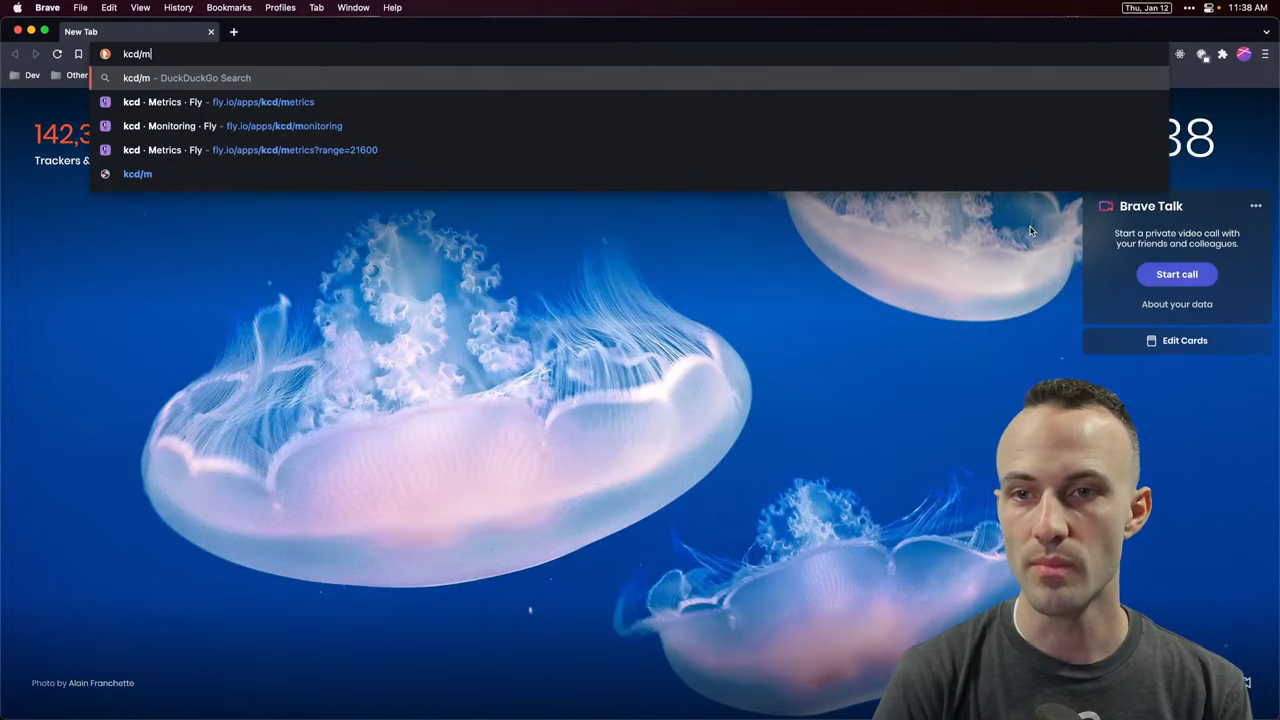 Brave File Edit View History Bookmarks Profiles Tab Window Help
Thu, Jan 12 11:38 AM
New Tab
kcd/m
Dev Other
kcd/m - DuckDuckGo Search
kcd · Metrics · Fly - fly.io/apps/kcd/metrics
kcd · Monitoring · Fly - fly.io/apps/kcd/monitoring
kcd · Metrics · Fly - fly.io/apps/kcd/metrics?range=21600
kcd/m
142,3
Trackers &
38
Brave Talk
Start a private video call with
your friends and colleagues.
Start call
About your data
Edit Cards
Photo by Alain Franchette